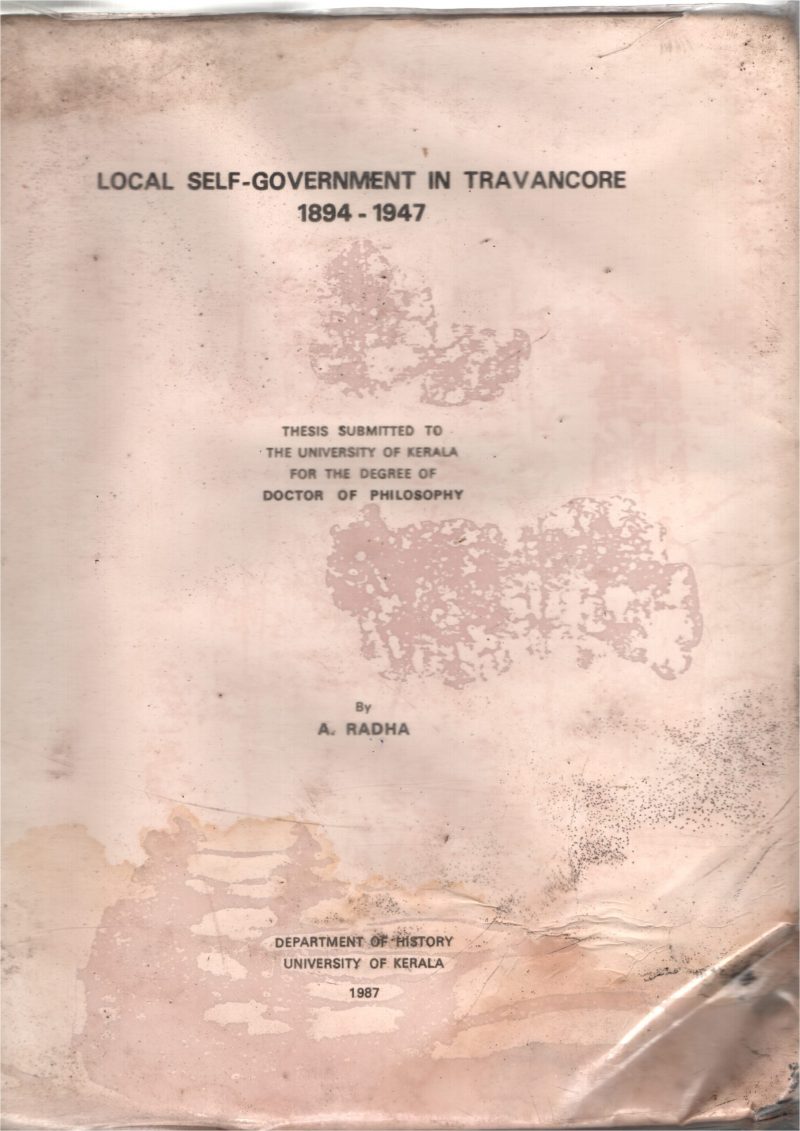 LOCAL SELF-GOVERNMENT IN TRAVANCORE
1894 - 1947
THESIS SUBMITTED TO
THE UNIVERSITY OF KERALA
FOR THE DEGREE OF
DOCTOR OF PHILOSOPHY
By
A. RADHA
DEPARTMENT OF HISTORY
UNIVERSITY OF KERALA
1987